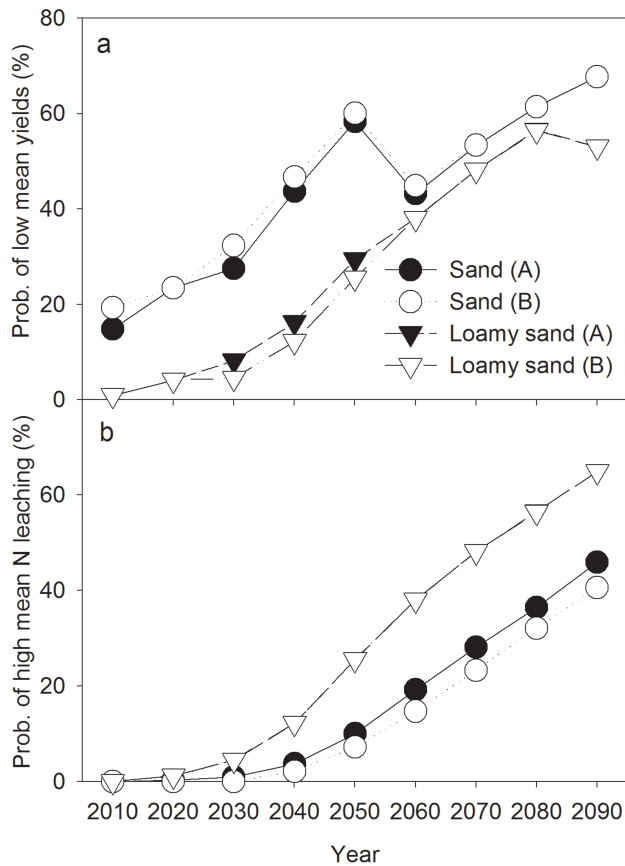 80
a
60
40
20
0
Prob. of low mean yields (%)
Sand (A)
Sand (B)
Loamy sand (A)
Loamy sand (B)
b
60
40
20
0
Prob. of high mean N leaching (%)
2010 2020 2030 2040 2050 2060 2070 2080 2090
Year